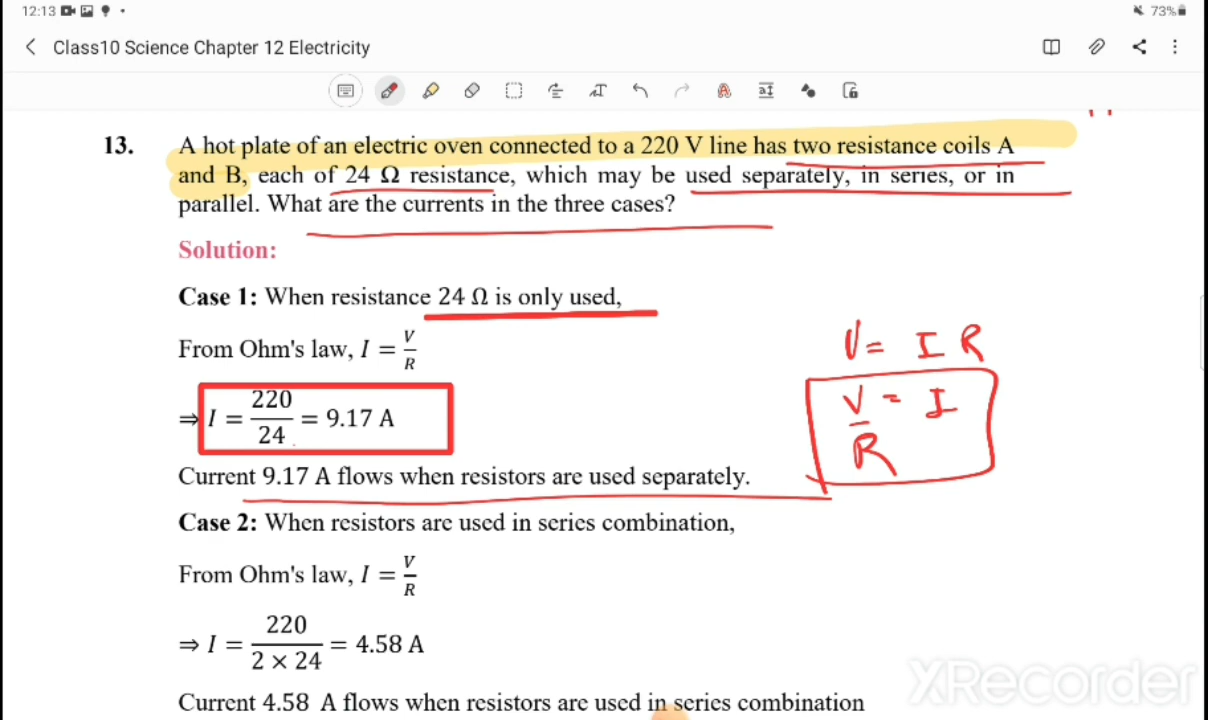 12:13
73%
Class10 Science Chapter 12 Electricity
13. A hot plate of an electric oven connected to a 220 V line has two resistance coils A
and B, each of 24 Ω resistance, which may be used separately, in series, or in
parallel. What are the currents in the three cases?
Solution:
Case 1: When resistance 24 Ω is only used,
From Ohm's law, I = V/R
⇒ I = 220/24 = 9.17 A
V = I R
V/R = I
Current 9.17 A flows when resistors are used separately.
Case 2: When resistors are used in series combination,
From Ohm's law, I = V/R
⇒ I = 220/(2 × 24) = 4.58 A
Current 4.58 A flows when resistors are used in series combination
XRecorder